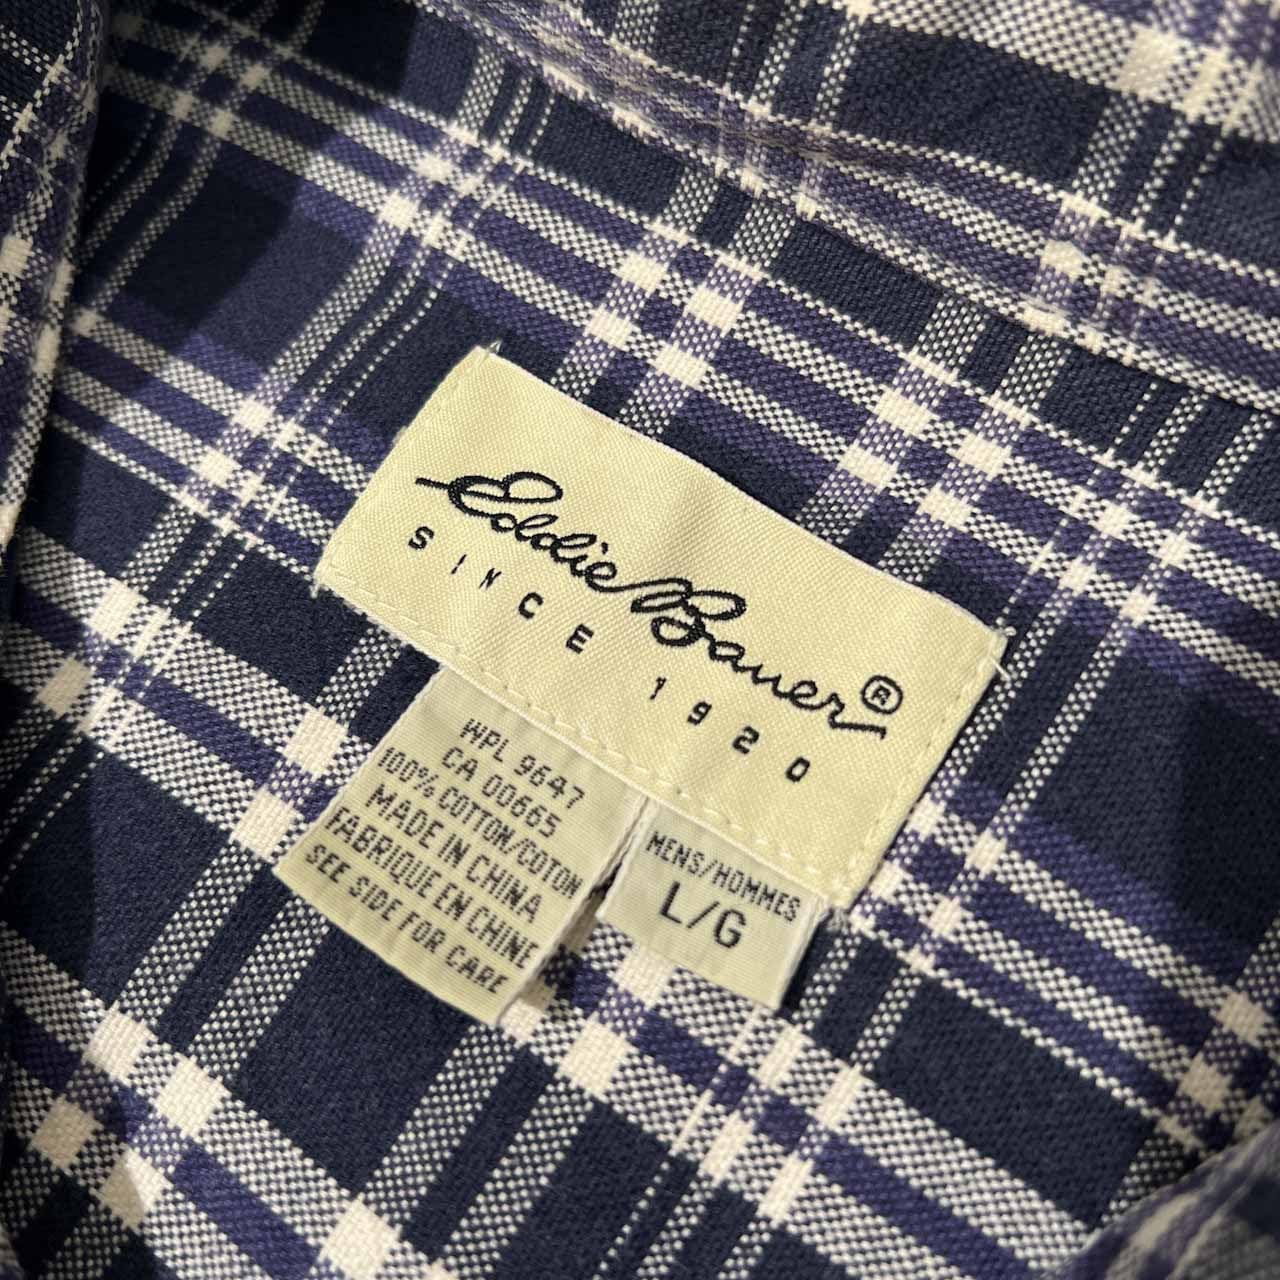 Eddie Bauer®
SINCE 1920
WPL 9647
CA 00665
100% COTTON/COTON
MADE IN CHINA
FABRIQUE EN CHINE
SEE SIDE FOR CARE
MENS/HOMMES
L/G